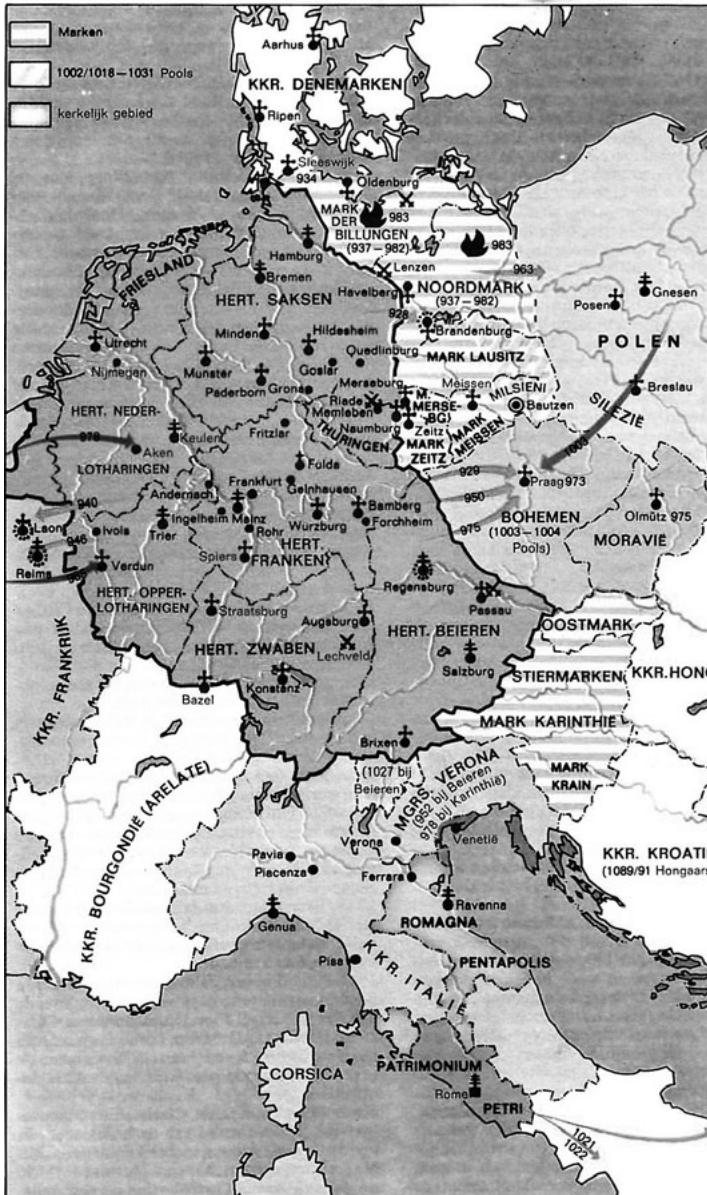 Marken
1002/1018–1031 Pools
kerkelijk gebied
Aarhus
KKR. DENEMARKEN
Ripen
Sleeswijk
934
Oldenburg
MARK
DER
BILLUNGEN
(937–982)
983
983
Hamburg
Bremen
FRIESLAND
HERT. SAKSEN
Lenzen
963
Havelberg
NOORDMARK
(937–982)
928
Brandenburg
Gnesen
Posen
POLEN
Minden
Hildesheim
Utrecht
Nijmegen
Munster
Goslar
Quedlinburg
MARK LAUSITZ
Paderborn
Grona
Merseburg
Meissen
MILSIENI
Breslau
SILEZIË
1003
Riade
Memleben
M.
MERSE-
BG.
Bautzen
HERT. NEDER-
LOTHARINGEN
Keulen
Fritzlar
THÜRINGEN
Naumburg
Zeitz
MARK
ZEITZ
MARK
MEISSEN
978
Aken
Fulda
929
Praag 973
Andernach
Frankfurt
Gelnhausen
950
Olmütz 975
940
Laon
946
Ivois
Ingelheim
Mainz
Bamberg
BOHEMEN
(1003–1004
Pools)
Trier
Rohr
Würzburg
Forchheim
975
MORAVIË
Reims
Verdun
HERT.
FRANKEN
Spiers
Regensburg
HERT. OPPER-
LOTHARINGEN
Passau
Straatsburg
Augsburg
OOSTMARK
HERT. ZWABEN
HERT. BEIEREN
Lechveld
KKR. FRANKRIJK
Salzburg
STIERMARKEN
KKR.HONG
Bazel
Konstanz
MARK KARINTHIË
Brixen
MARK
KRAIN
(1027 bij
Beieren)
MGRS. VERONA
(952 bij Beieren
978 bij Karinthië)
KKR. BOURGONDIË (ARELATE)
Verona
Venetië
KKR. KROATI
(1089/91 Hongaars
Pavia
Piacenza
Ferrara
Ravenna
Genua
ROMAGNA
Pisa
KKR. ITALIË
PENTAPOLIS
CORSICA
PATRIMONIUM
Rome
PETRI
1021
1022